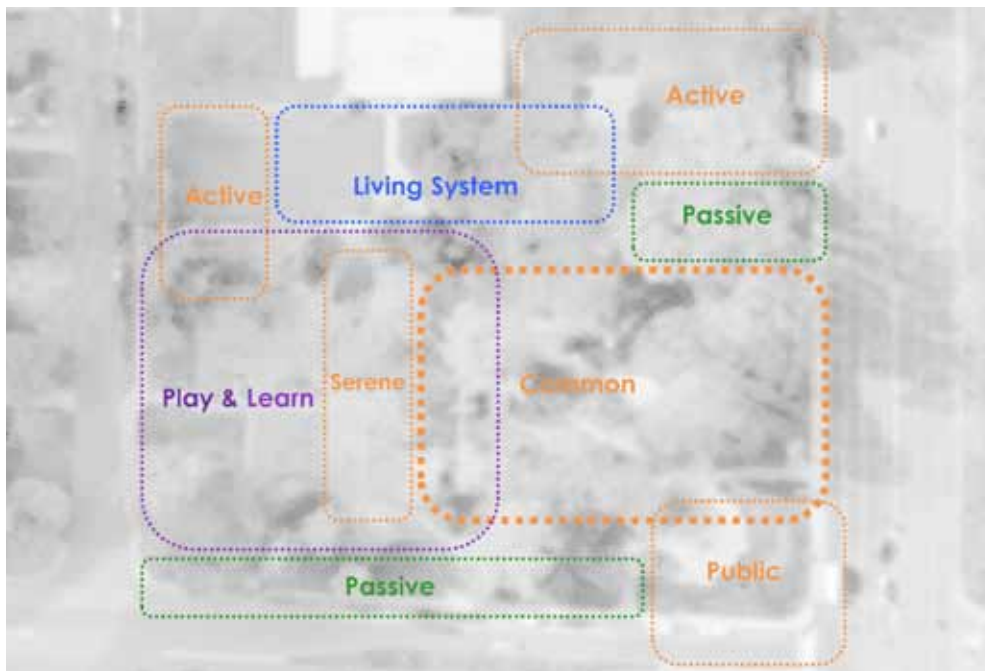 Active
Living System
Active
Passive
Play & Learn
Serene
Common
Passive
Public